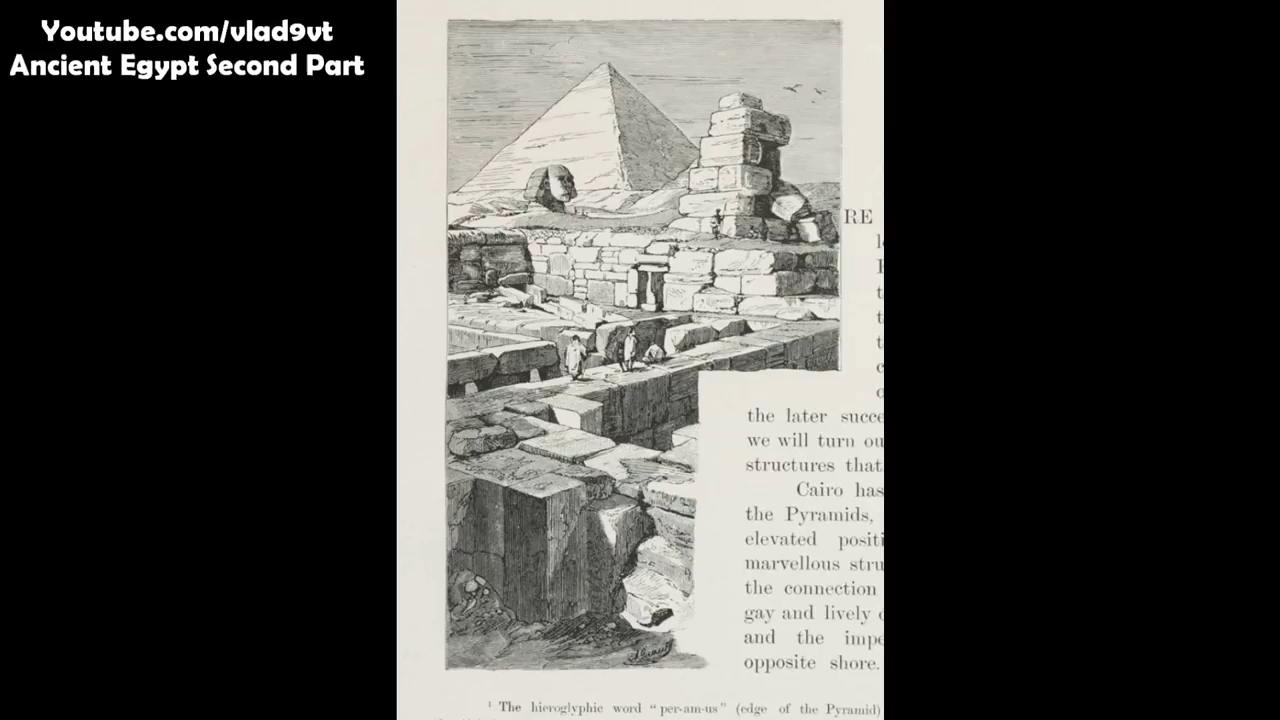 Youtube.com/vlad9vt
Ancient Egypt Second Part
RE
the later succe
we will turn ou
structures that
Cairo has
the Pyramids,
elevated positi
marvellous stru
the connection
gay and lively
and the impe
opposite shore.
¹ The hieroglyphic word “per-am-us” (edge of the Pyramid)